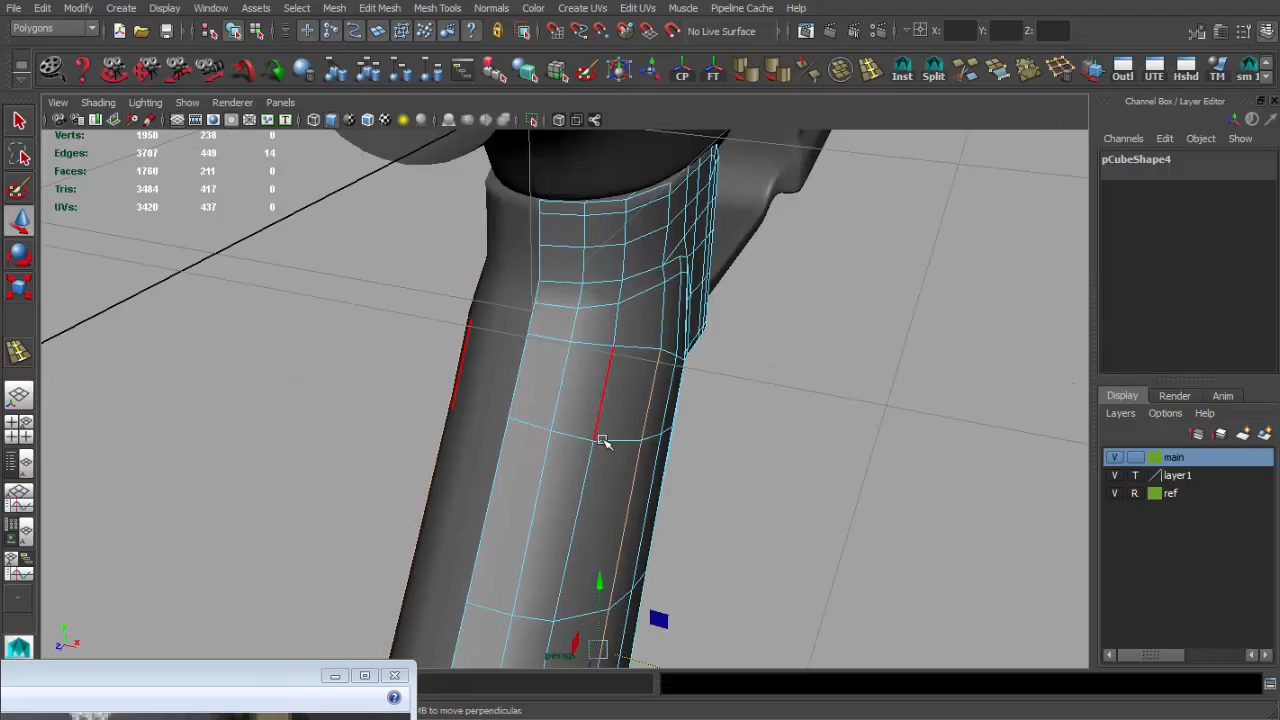 File Edit Modify Create Display Window Assets Select Mesh Edit Mesh Mesh Tools Normals Color Create UVs Edit UVs Muscle Pipeline Cache Help
Polygons No Live Surface X: Y: Z:
CP FT Inst Split Outl UTE Hshd TM sm 1
View Shading Lighting Show Renderer Panels
Channel Box / Layer Editor
Verts: 1950 238 0
Edges: 3707 449 14
Faces: 1760 211 0
Tris: 3484 417 0
UVs: 3420 437 0
Channels Edit Object Show
pCubeShape4
Display Render Anim
Layers Options Help
V main
V T layer1
V R ref
y
z x
persp
MB to move perpendicular.